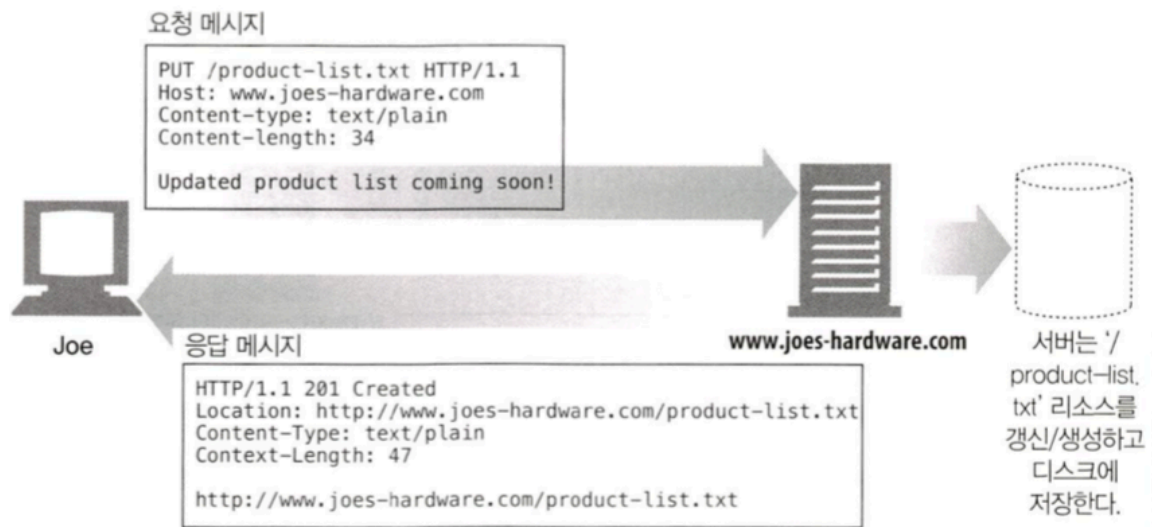 요청 메시지
PUT /product-list.txt HTTP/1.1
Host: www.joes-hardware.com
Content-type: text/plain
Content-length: 34
Updated product list coming soon!
Joe
www.joes-hardware.com
서버는 ‘/
product-list.
txt’ 리소스를
갱신/생성하고
디스크에
저장한다.
응답 메시지
HTTP/1.1 201 Created
Location: http://www.joes-hardware.com/product-list.txt
Content-Type: text/plain
Context-Length: 47
http://www.joes-hardware.com/product-list.txt